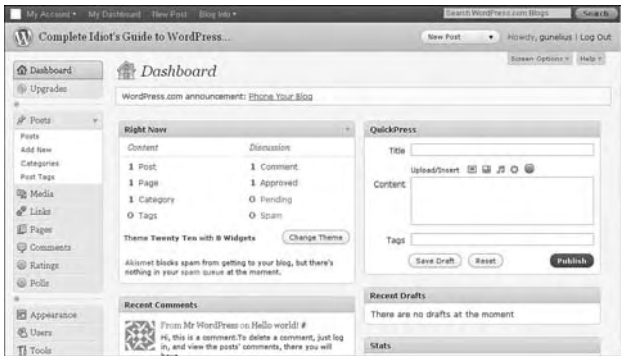 My Account My Dashboard New Post Blog Info Search WordPress.com Blogs Search
Complete Idiot's Guide to WordPress... New Post Howdy, gunelius | Log Out
Screen Options Help
Dashboard
Upgrades
Posts
Posts
Add New
Categories
Post Tags
Media
Links
Pages
Comments
Ratings
Polls
Appearance
Users
Tools
Dashboard
WordPress.com announcement: Phone Your Blog
Right Now
Content Discussion
1 Post 1 Comment
1 Page 1 Approved
1 Category 0 Pending
0 Tags 0 Spam
Theme Twenty Ten with 8 Widgets Change Theme
Akismet blocks spam from getting to your blog, but there's
nothing in your spam queue at the moment.
Recent Comments
From Mr WordPress on Hello world! #
Hi, this is a comment.To delete a comment, just log
in, and view the posts' comments, there you will
have
QuickPress
Title
Upload/Insert
Content
Tags
Save Draft Reset Publish
Recent Drafts
There are no drafts at the moment
Stats